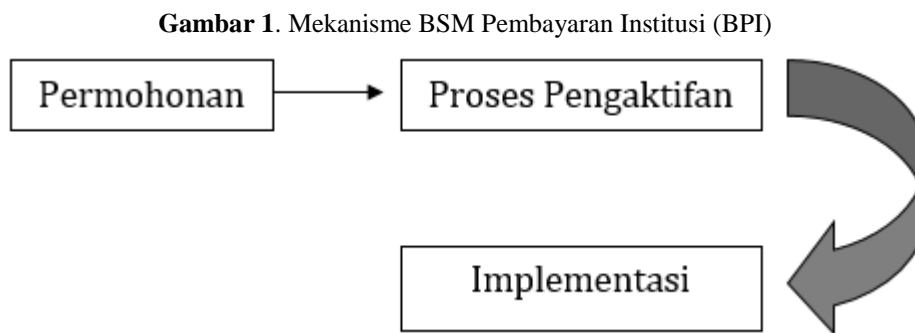 Gambar 1. Mekanisme BSM Pembayaran Institusi (BPI)
Permohonan
Proses Pengaktifan
Implementasi